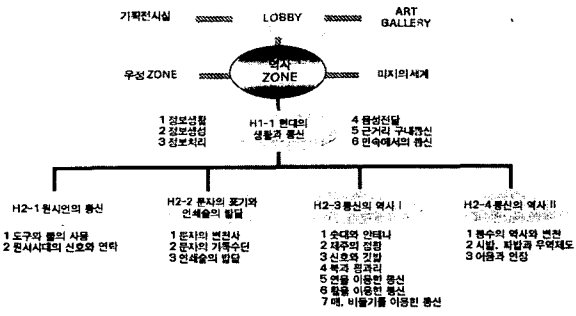 기획전시실
LOBBY
ART
GALLERY
우정 ZONE
역사
ZONE
미지의세계
1 정보생활
2 정보생성
3 정보처리
H1-1 현대의
생활과 통신
4 음성전달
5 근거리 구내통신
6 민속에서의 통신
H2-1 원시언의 통신
1 도구와 불의 사용
2 원시시대의 신호와 연락
H2-2 문자의 표기와
인쇄술의 발달
1 문자의 변천사
2 문자의 기록수단
3 인쇄술의 발달
H2-3 통신의 역사 I
1 솟대와 안테나
2 제주의 정낭
3 신호와 깃발
4 북과 꽹과리
5 연을 이용한 통신
6 활을 이용한 통신
7 매, 비둘기를 이용한 통신
H2-4 통신의 역사 II
1 봉수의 역사와 변천
2 시발, 파발과 우역제도
3 어음과 인장